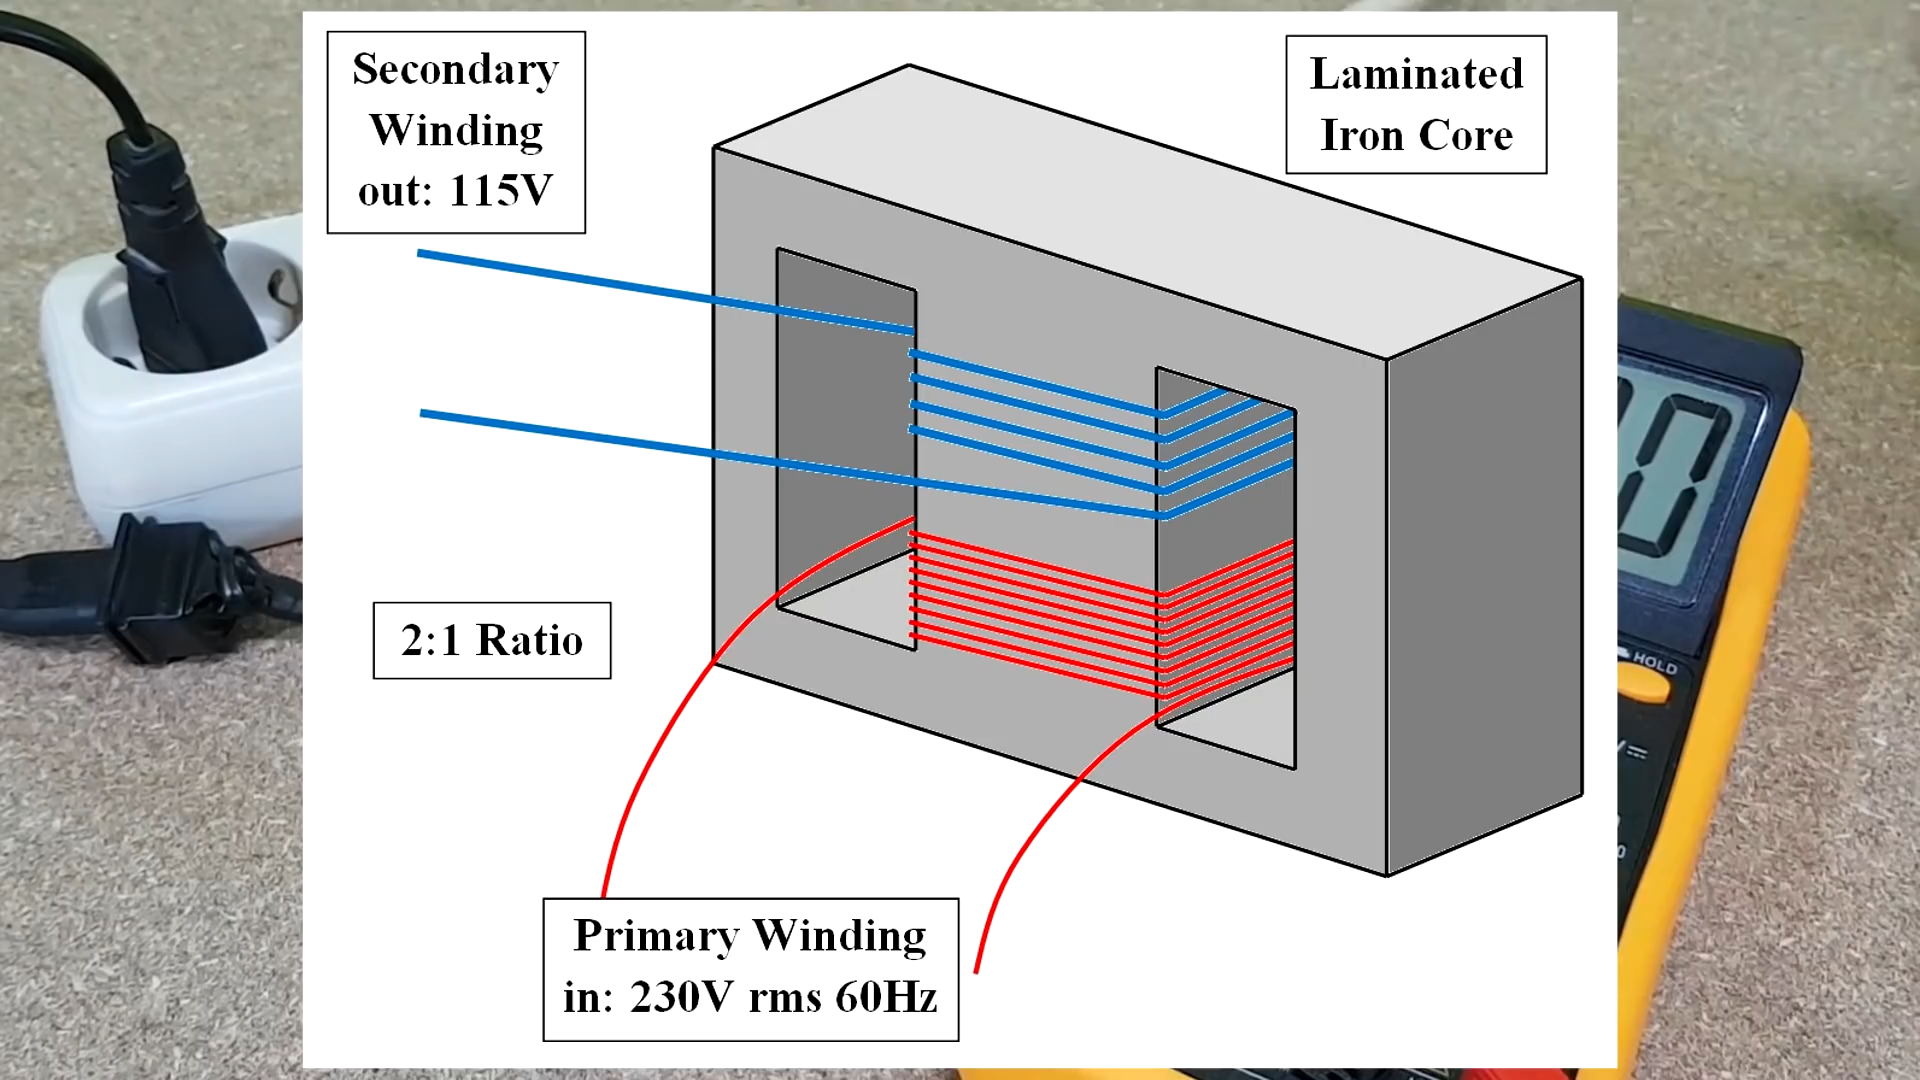 Secondary
Winding
out: 115V
Laminated
Iron Core
2:1 Ratio
Primary Winding
in: 230V rms 60Hz
HOLD